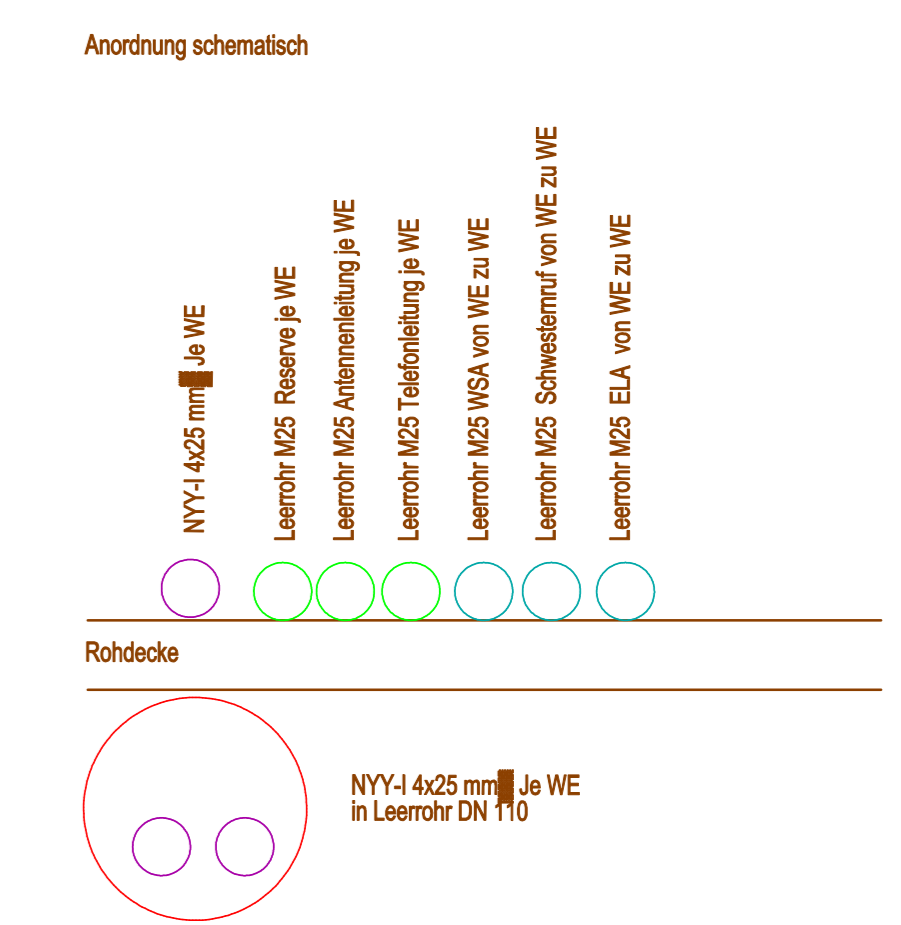 Anordnung schematisch
NYY-I 4x25 mm▓ Je WE
Leerrohr M25 Reserve je WE
Leerrohr M25 Antennenleitung je WE
Leerrohr M25 Telefonleitung je WE
Leerrohr M25 WSA von WE zu WE
Leerrohr M25 Schwesternruf von WE zu WE
Leerrohr M25 ELA von WE zu WE
Rohdecke
NYY-I 4x25 mm▓ Je WE
in Leerrohr DN 110